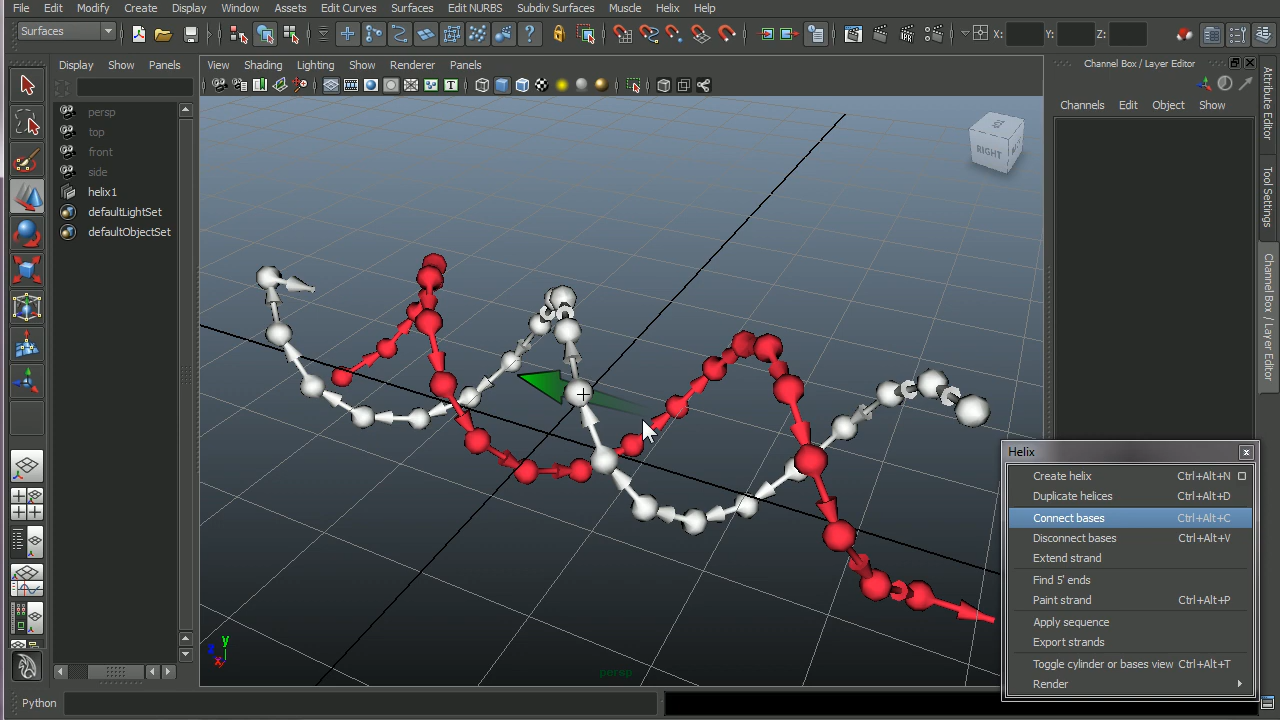 File Edit Modify Create Display Window Assets Edit Curves Surfaces Edit NURBS Subdiv Surfaces Muscle Helix Help
Surfaces
X: Y: Z:
Display Show Panels
View Shading Lighting Show Renderer Panels
Channel Box / Layer Editor
Channels Edit Object Show
persp
top
front
side
helix1
defaultLightSet
defaultObjectSet
RIGHT
Attribute Editor
Tool Settings
Channel Box / Layer Editor
Helix
Create helix Ctrl+Alt+N
Duplicate helices Ctrl+Alt+D
Connect bases Ctrl+Alt+C
Disconnect bases Ctrl+Alt+V
Extend strand
Find 5' ends
Paint strand Ctrl+Alt+P
Apply sequence
Export strands
Toggle cylinder or bases view Ctrl+Alt+T
Render
y
z
x
persp
Python